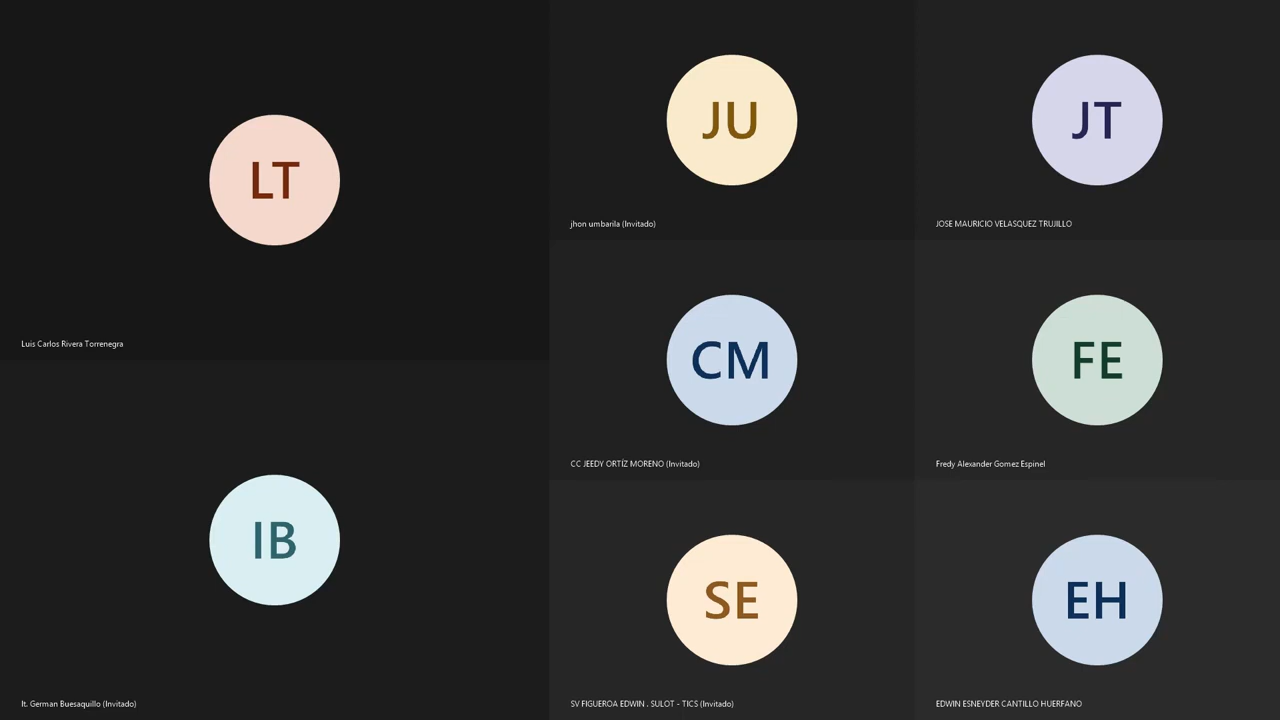 LT
Luis Carlos Rivera Torrenegra
JU
jhon umbarila (Invitado)
JT
JOSE MAURICIO VELASQUEZ TRUJILLO
CM
CC JEEDY ORTÍZ MORENO (Invitado)
FE
Fredy Alexander Gomez Espinel
IB
It. German Buesaquillo (Invitado)
SE
SV FIGUEROA EDWIN . SULOT - TICS (Invitado)
EH
EDWIN ESNEYDER CANTILLO HUERFANO